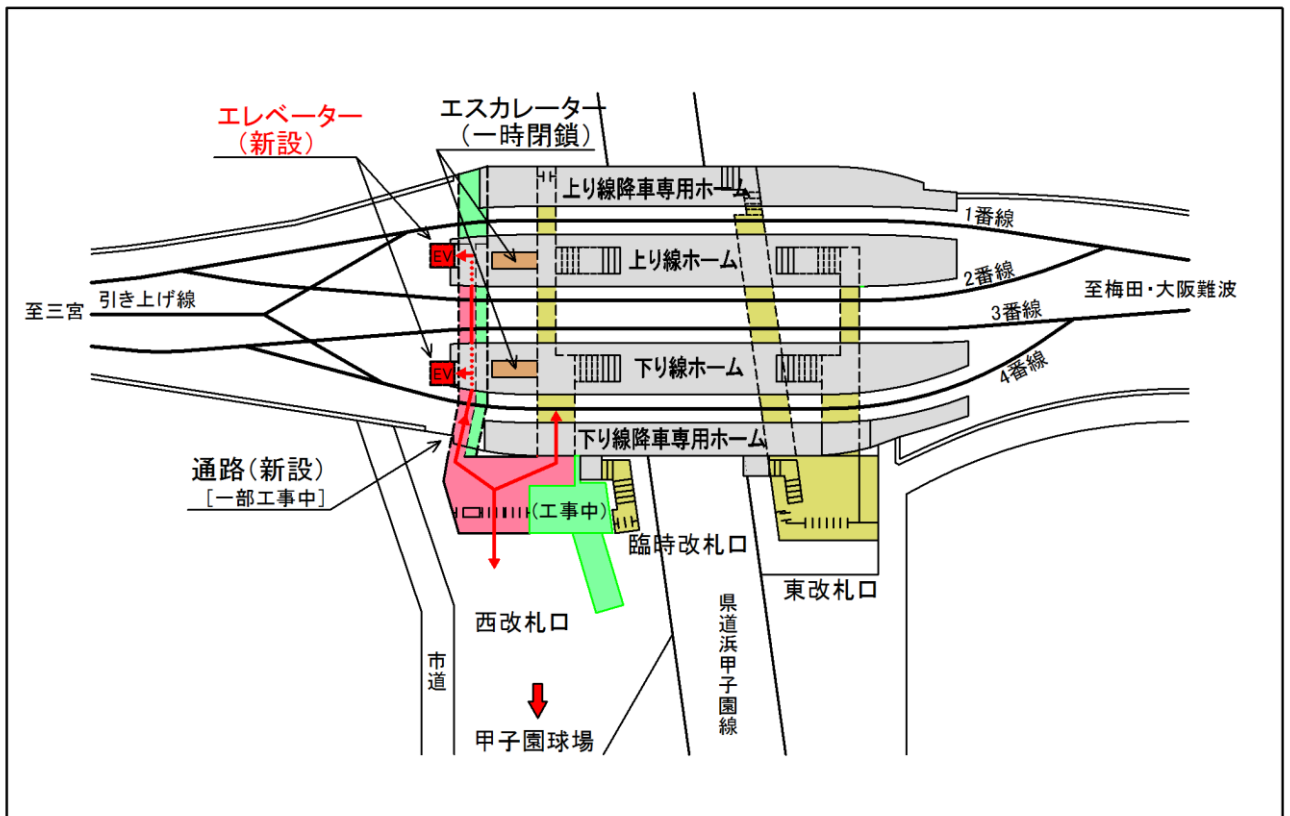 エレベーター
(新設)
エスカレーター
(一時閉鎖)
上り線降車専用ホーム
1番線
EV
上り線ホーム
2番線
至三宮
引き上げ線
至梅田・大阪難波
3番線
EV
下り線ホーム
4番線
下り線降車専用ホーム
通路(新設)
[一部工事中]
(工事中)
臨時改札口
東改札口
西改札口
県道浜甲子園線
市道
甲子園球場